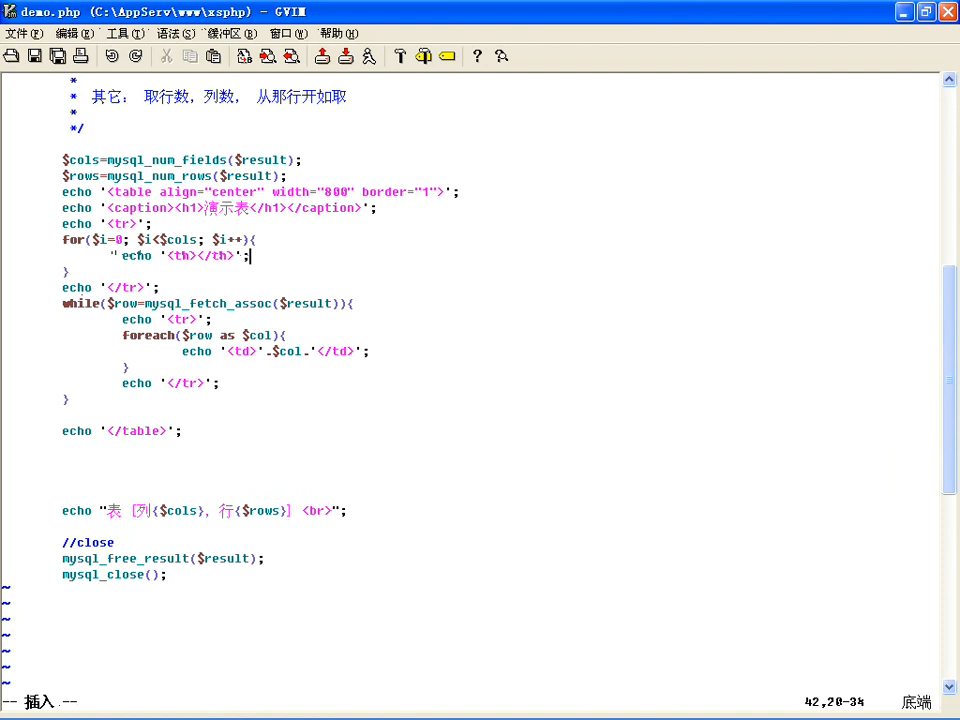 demo.php (C:\AppServ\www\xsphp) - GVIM
文件(F) 编辑(E) 工具(T) 语法(S) 缓冲区(B) 窗口(W) 帮助(H)
*
* 其它: 取行数，列数， 从那行开如取
*
*/
$cols=mysql_num_fields($result);
$rows=mysql_num_rows($result);
echo '<table align="center" width="800" border="1">';
echo '<caption><h1>演示表</h1></caption>';
echo '<tr>';
for($i=0; $i<$cols; $i++){
echo '<th></th>';
}
echo '</tr>';
while($row=mysql_fetch_assoc($result)){
echo '<tr>';
foreach($row as $col){
echo '<td>'.$col.'</td>';
}
echo '</tr>';
}
echo '</table>';
echo "表 [列{$cols}, 行{$rows}] <br>";
//close
mysql_free_result($result);
mysql_close();
~
~
~
~
~
~
~
-- 插入 -- 42,20-34 底端